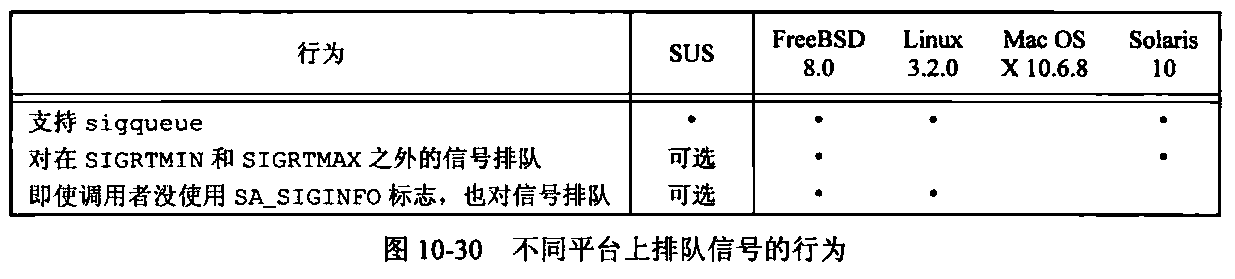 行为 SUS FreeBSD 8.0 Linux 3.2.0 Mac OS X 10.6.8 Solaris 10
支持 sigqueue • • • •
对在 SIGRTMIN 和 SIGRTMAX 之外的信号排队 可选 • •
即使调用者没使用 SA_SIGINFO 标志，也对信号排队 可选 • •
图 10-30 不同平台上排队信号的行为